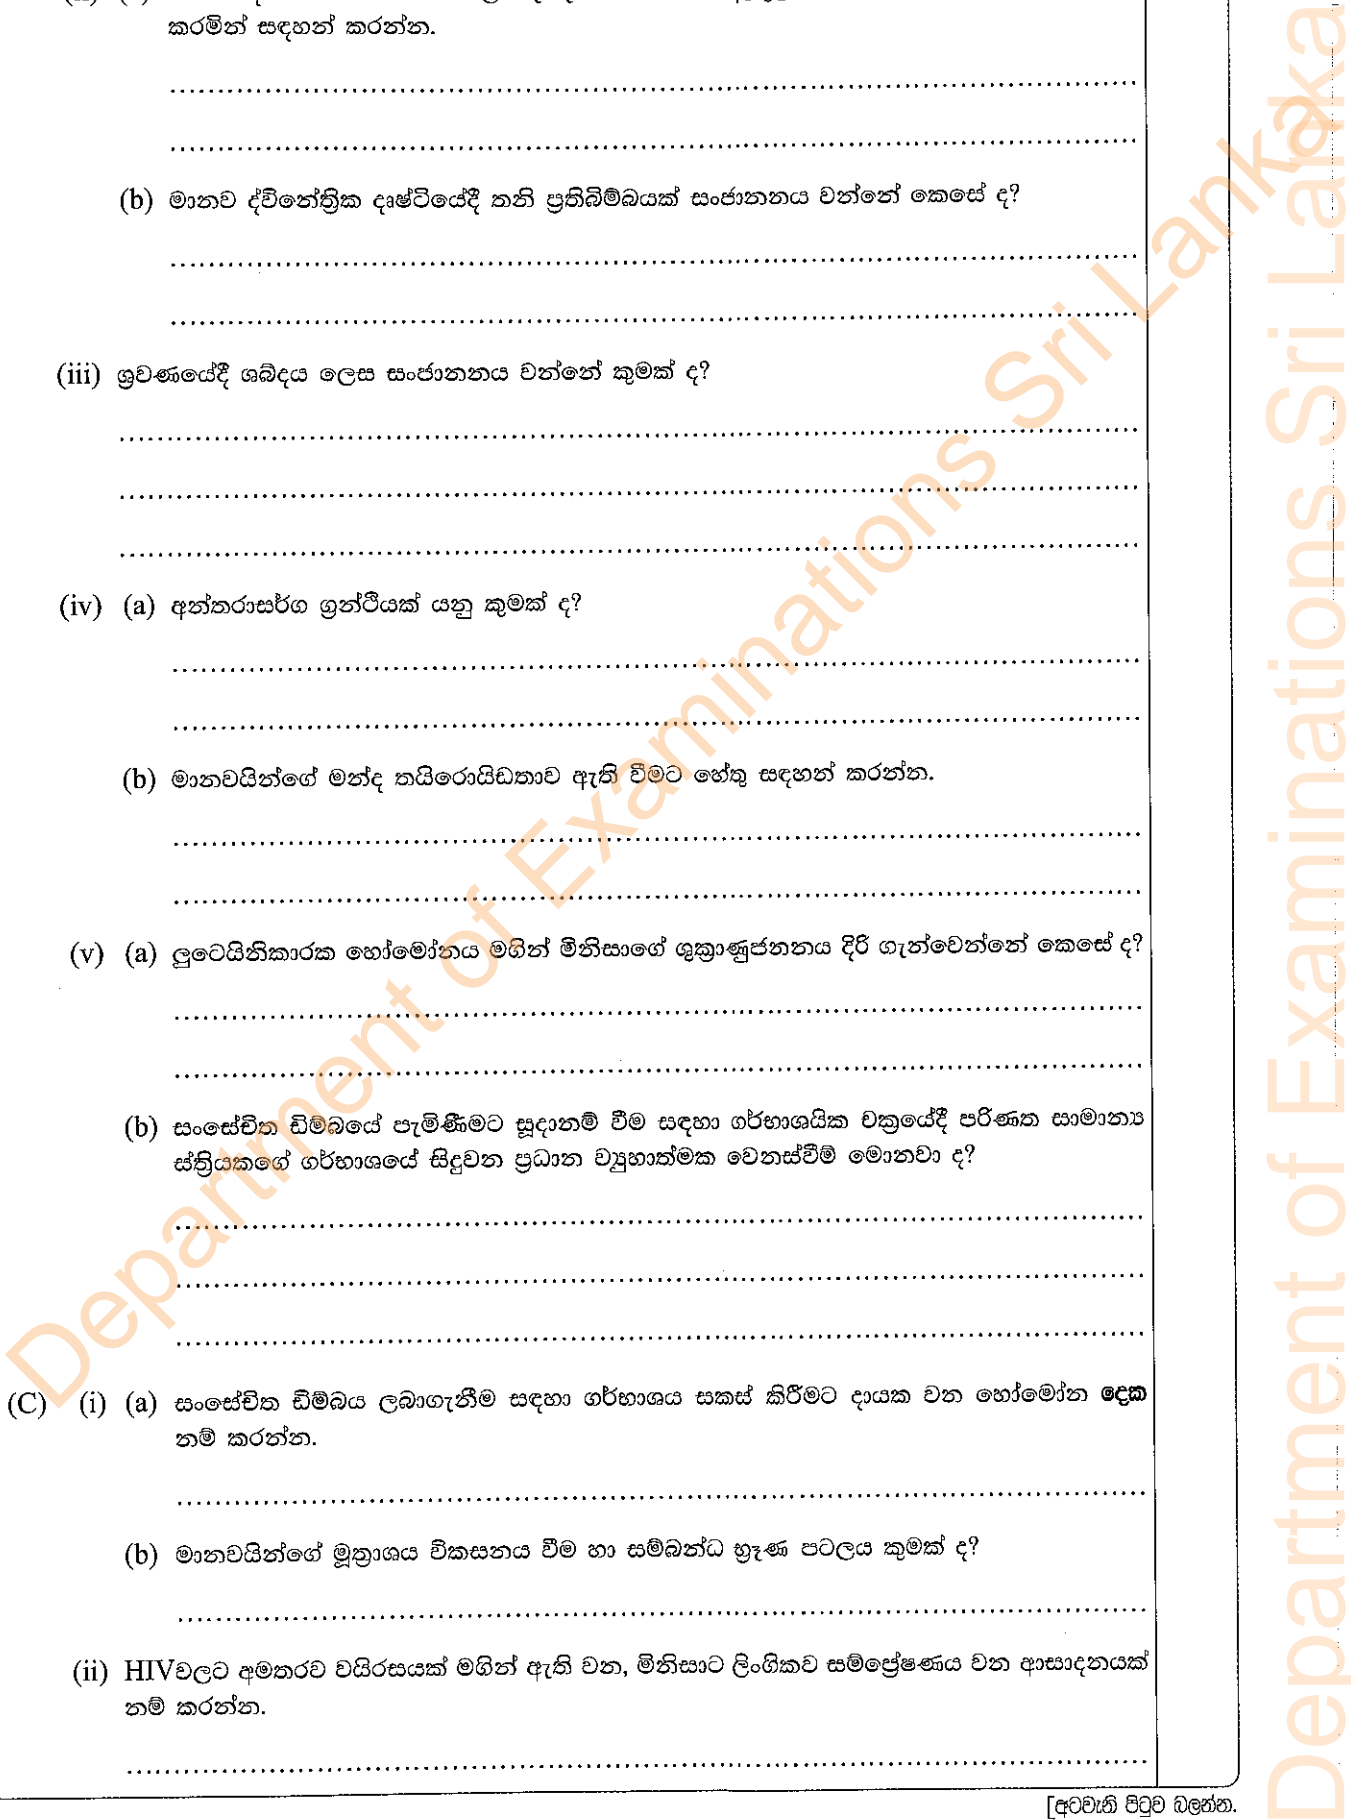 කරමින් සඳහන් කරන්න.
(b) මානව ද්විනේත්‍රික දෘෂ්ටියේදී තනි ප්‍රතිබිම්බයක් සංජානනය වන්නේ කෙසේ ද?
(iii) ශ්‍රවණයේදී ශබ්දය ලෙස සංජානනය වන්නේ කුමක් ද?
(iv) (a) අන්තරාසර්ග ග්‍රන්ථියක් යනු කුමක් ද?
(b) මානවයින්ගේ මන්ද තයිරොයිඩතාව ඇති වීමට හේතු සඳහන් කරන්න.
(v) (a) ලුටෙයිනිකාරක හෝමෝනය මගින් මිනිසාගේ ශුක්‍රාණුජනනය දිරි ගැන්වෙන්නේ කෙසේ ද?
(b) සංසේචිත ඩිම්බයේ පැමිණීමට සූදානම් වීම සඳහා ගර්භාශයික චක්‍රයේදී පරිණත සාමාන්‍ය
ස්ත්‍රියකගේ ගර්භාශයේ සිදුවන ප්‍රධාන ව්‍යුහාත්මක වෙනස්වීම් මොනවා ද?
(C) (i) (a) සංසේචිත ඩිම්බය ලබාගැනීම සඳහා ගර්භාශය සකස් කිරීමට දායක වන හෝමෝන දෙක
නම් කරන්න.
(b) මානවයින්ගේ මූත්‍රාශය විකසනය වීම හා සම්බන්ධ භ්‍රෑණ පටලය කුමක් ද?
(ii) HIVවලට අමතරව වයිරසයක් මගින් ඇති වන, මිනිසාට ලිංගිකව සම්ප්‍රේෂණය වන ආසාදනයක්
නම් කරන්න.
[අටවැනි පිටුව බලන්න.
Department of Examinations Sri Lanka
Department of Examinations Sri Lanka